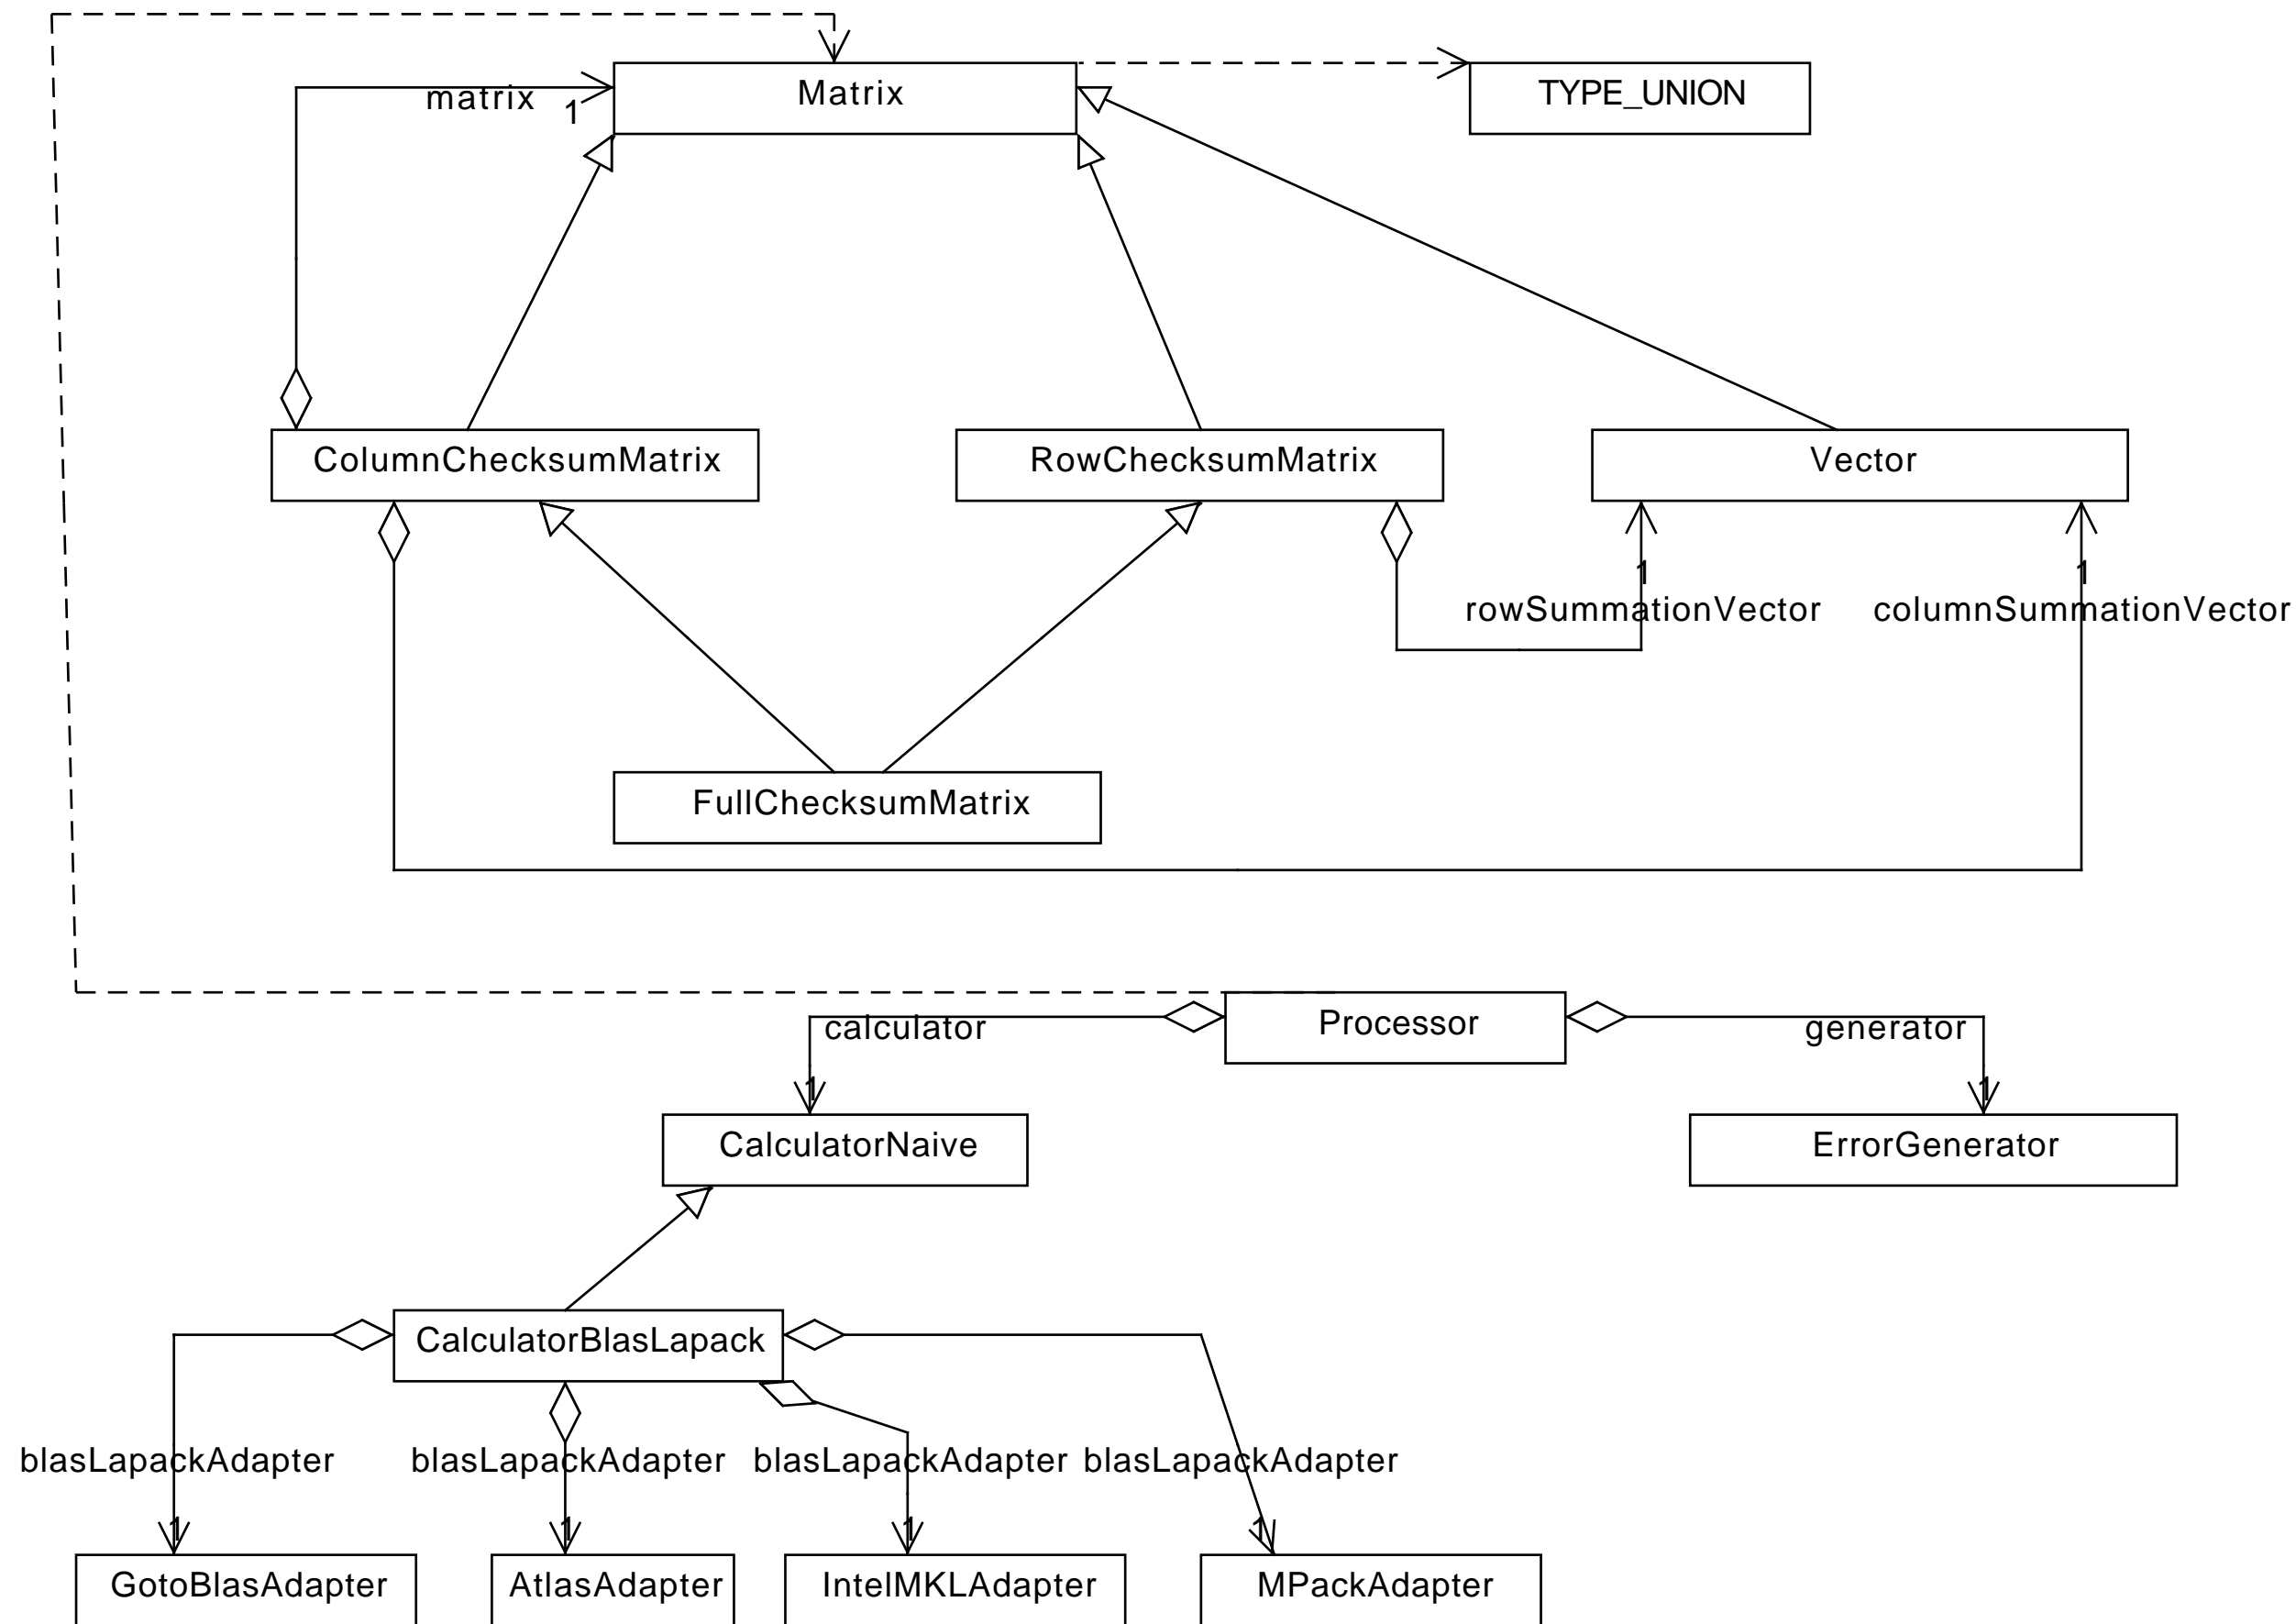 Matrix
TYPE_UNION
matrix
1
ColumnChecksumMatrix
RowChecksumMatrix
Vector
1
1
rowSummationVector
columnSummationVector
FullChecksumMatrix
Processor
calculator
generator
1
1
CalculatorNaive
ErrorGenerator
CalculatorBlasLapack
blasLapackAdapter
blasLapackAdapter
blasLapackAdapter
blasLapackAdapter
1
1
1
1
GotoBlasAdapter
AtlasAdapter
IntelMKLAdapter
MPackAdapter